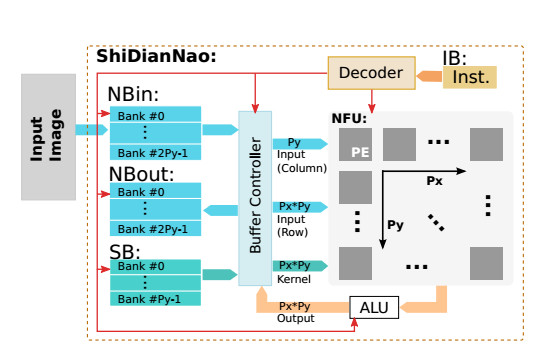 ShiDianNao:
IB:
Decoder
Inst.
Input
Image
NBin:
Bank #0
Bank #2Py-1
NBout:
Bank #0
Bank #2Py-1
SB:
Bank #0
Bank #Py-1
Buffer Controller
Py
Input
(Column)
Px*Py
Input
(Row)
Px*Py
Kernel
Px*Py
Output
NFU:
PE
Px
Py
ALU